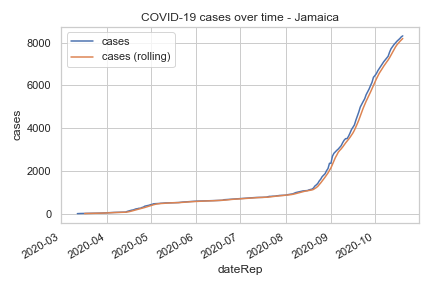 COVID-19 cases over time - Jamaica
cases
cases (rolling)
8000
6000
4000
2000
0
cases
2020-03
2020-04
2020-05
2020-06
2020-07
2020-08
2020-09
2020-10
dateRep